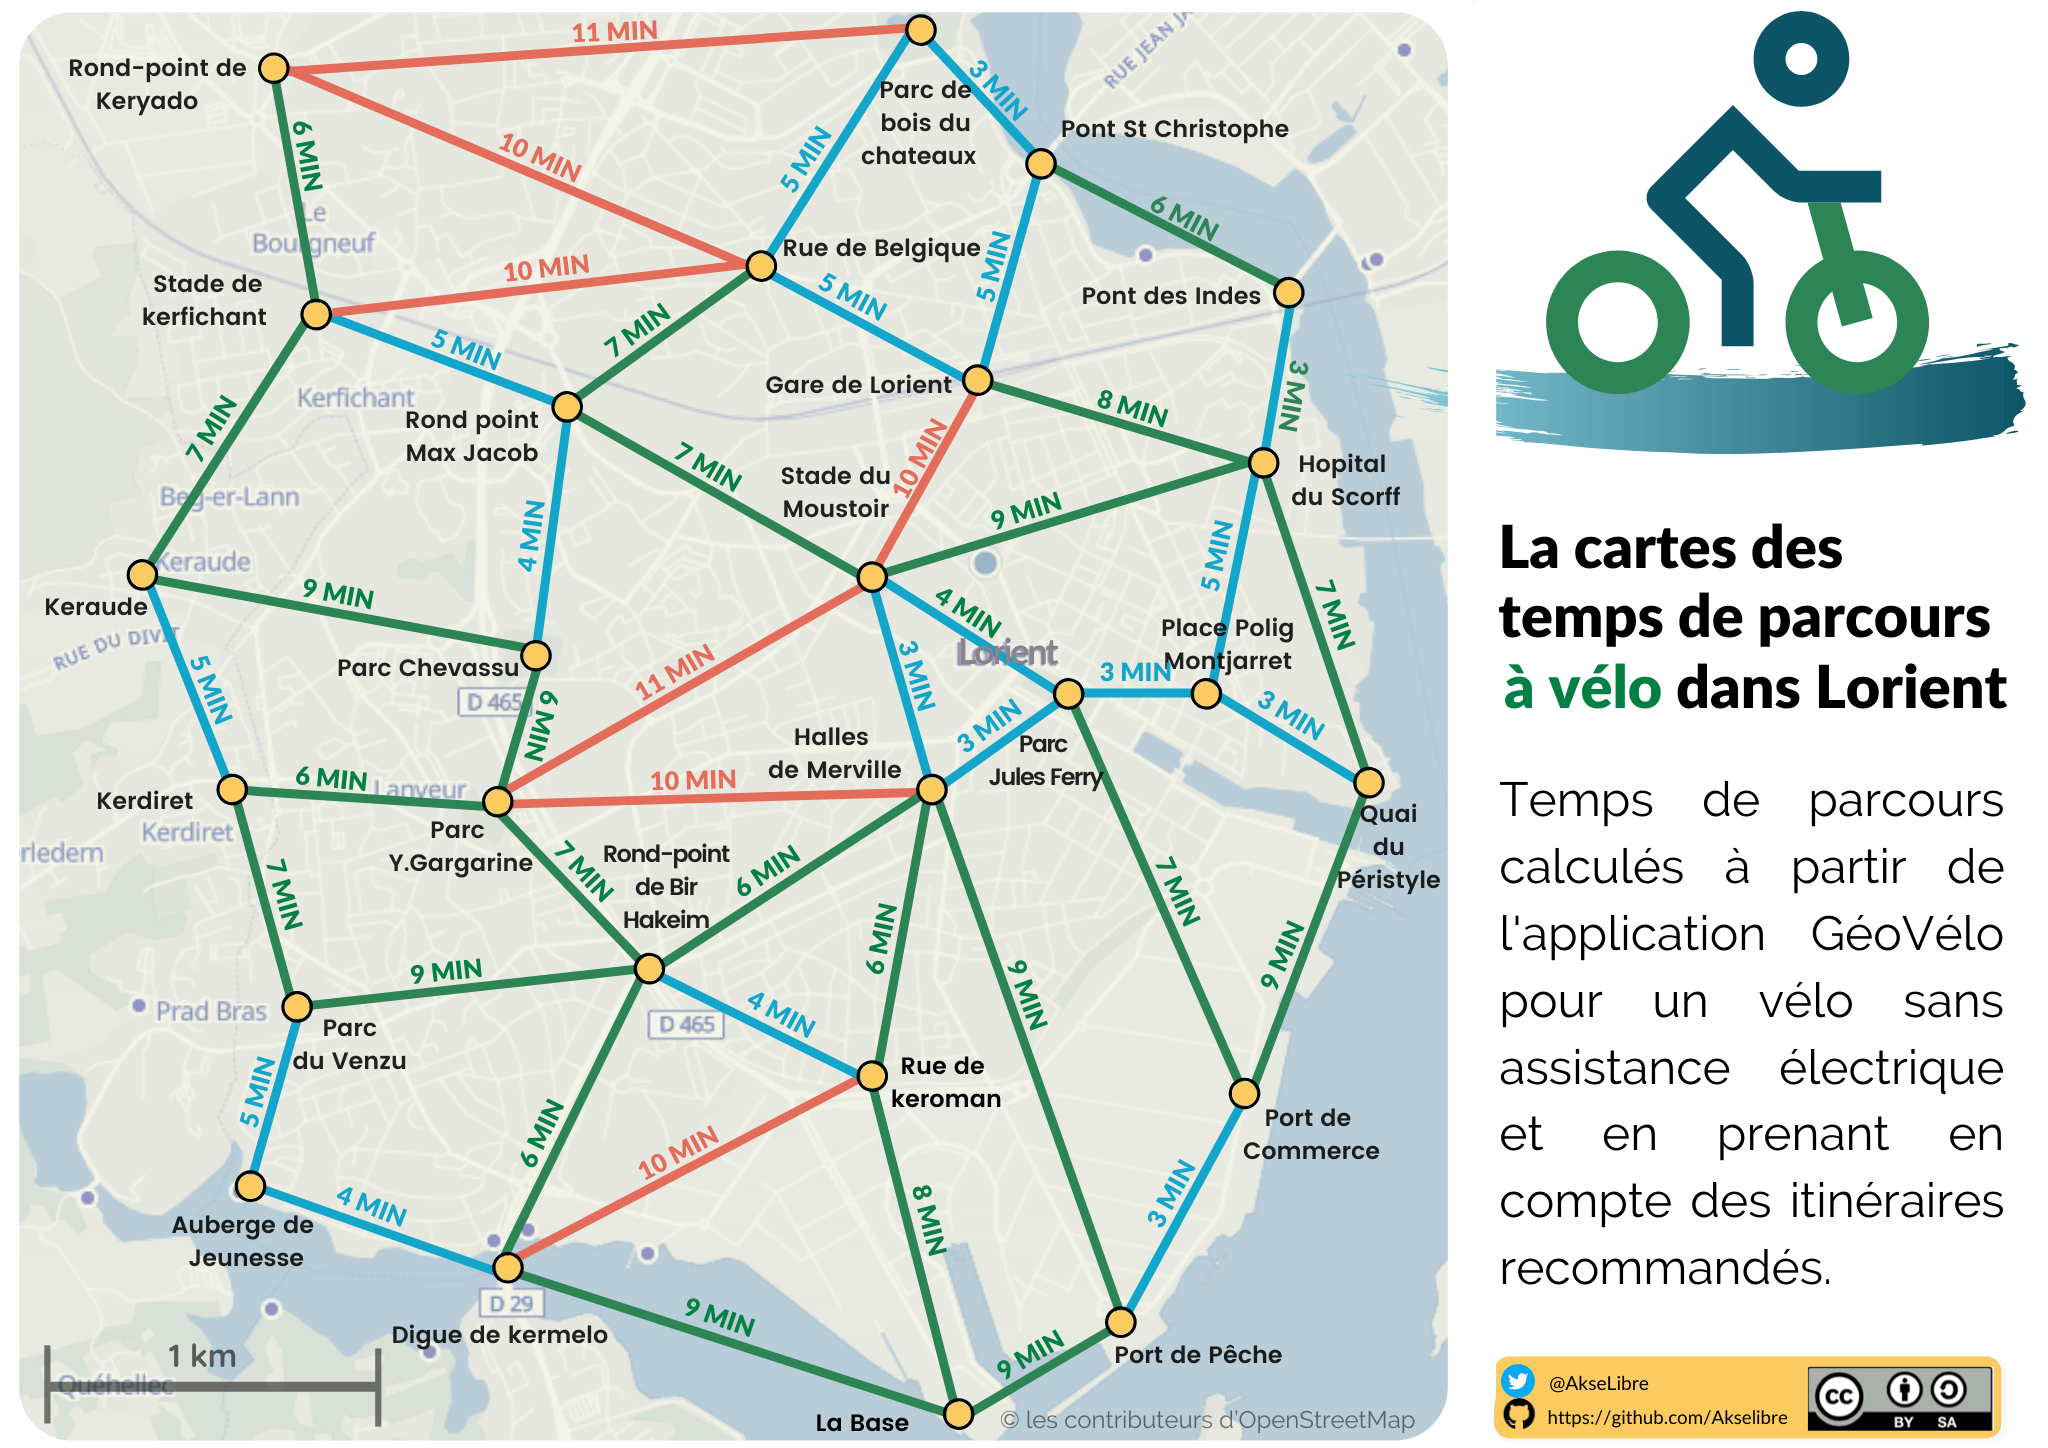 11 MIN
Rond-point de
Keryado
Parc de
bois du
chateaux
3 MIN
RUE JEAN JA
Pont St Christophe
6 MIN
10 MIN
5 MIN
6 MIN
Le
Bourgneuf
Rue de Belgique
5 MIN
10 MIN
5 MIN
Pont des Indes
Stade de
kerfichant
5 MIN
7 MIN
3 MIN
Gare de Lorient
Kerfichant
8 MIN
Rond point
Max Jacob
7 MIN
7 MIN
10 MIN
Stade du
Moustoir
Hopital
du Scorff
Beg-er-Lann
9 MIN
4 MIN
5 MIN
Keraude
Keraude
9 MIN
4 MIN
7 MIN
RUE DU DIVIT
Lorient
Place Polig
Montjarret
Parc Chevassu
5 MIN
11 MIN
3 MIN
3 MIN
D 465
6 MIN
3 MIN
3 MIN
Halles
de Merville
Parc
Jules Ferry
6 MIN
Lanveur
10 MIN
Kerdiret
Kerdiret
Parc
Y.Gargarine
Quai
du
Péristyle
rledern
7 MIN
7 MIN
Rond-point
de Bir
Hakeim
6 MIN
7 MIN
6 MIN
9 MIN
9 MIN
9 MIN
Prad Bras
Parc
du Venzu
D 465
4 MIN
5 MIN
Rue de
keroman
Port de
Commerce
6 MIN
10 MIN
3 MIN
4 MIN
8 MIN
Auberge de
Jeunesse
D 29
Digue de kermelo
9 MIN
9 MIN
Port de Pêche
1 km
Quéhellec
La Base
© les contributeurs d'OpenStreetMap
La cartes des
temps de parcours
à vélo dans Lorient
Temps de parcours
calculés à partir de
l'application GéoVélo
pour un vélo sans
assistance électrique
et en prenant en
compte des itinéraires
recommandés.
@AkseLibre
https://github.com/Akselibre
cc
BY SA